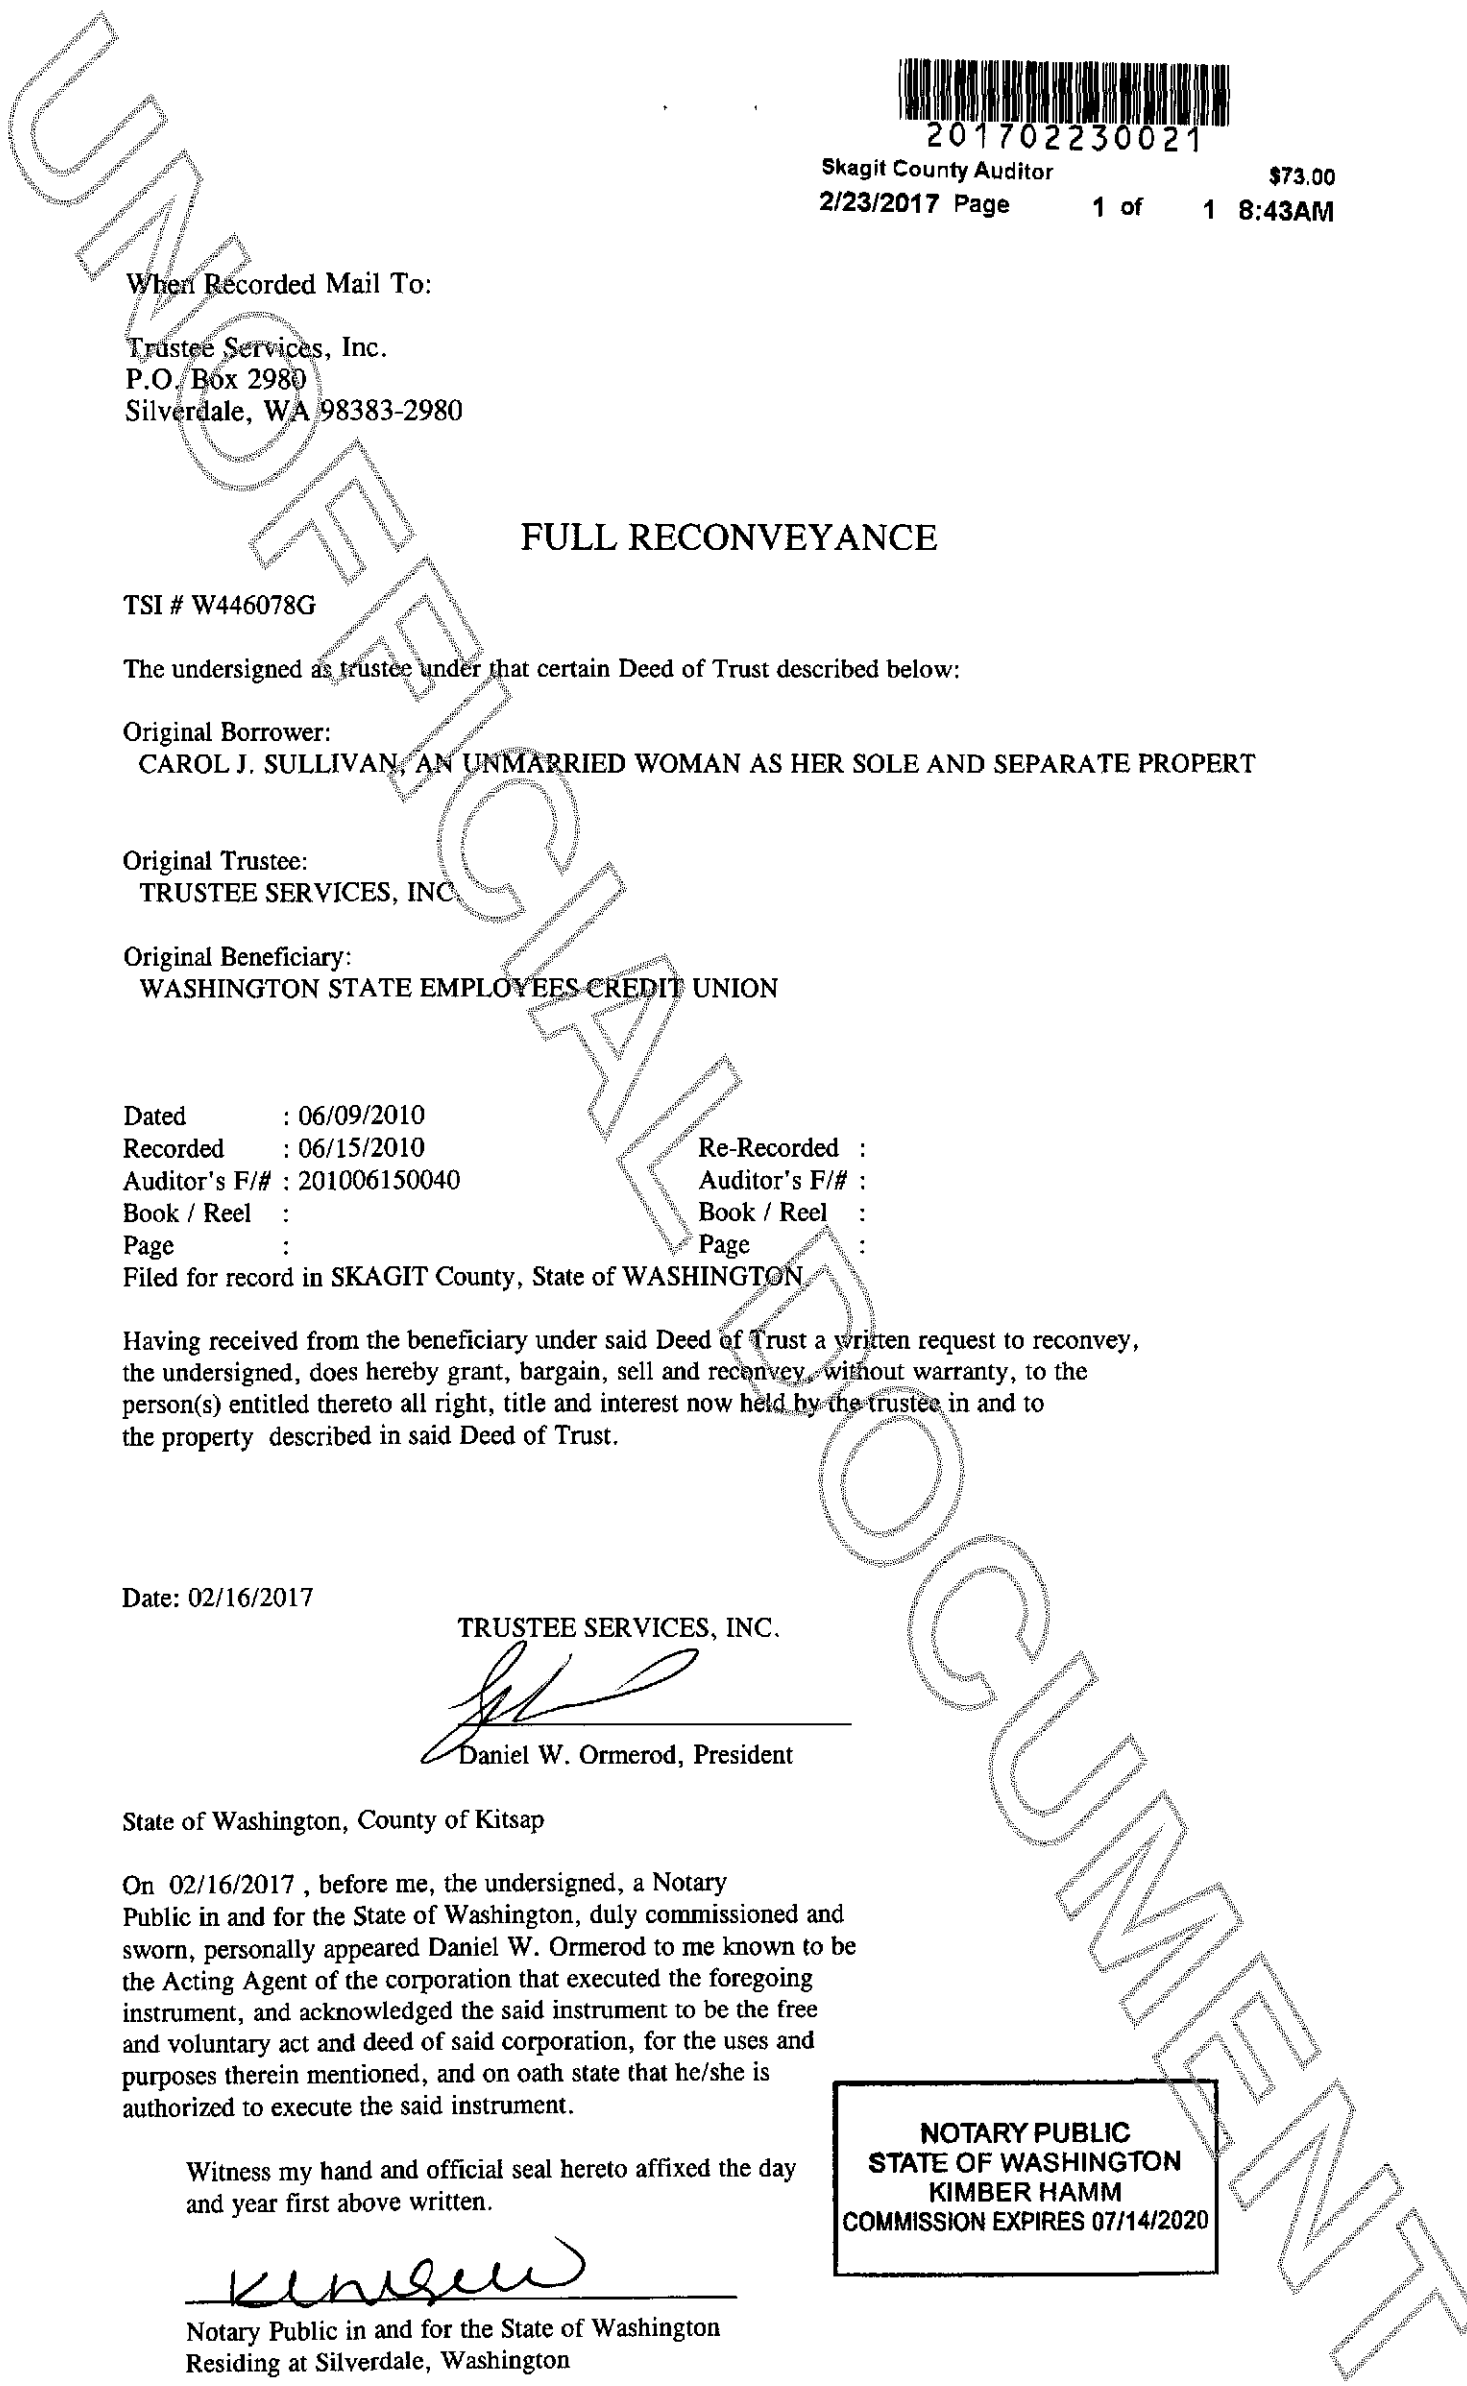 201702230021
Skagit County Auditor $73.00
2/23/2017 Page 1 of 1 8:43AM
When Recorded Mail To:
Trustee Services, Inc.
P.O. Box 2980
Silverdale, WA 98383-2980
FULL RECONVEYANCE
TSI # W446078G
The undersigned as trustee under that certain Deed of Trust described below:
Original Borrower:
CAROL J. SULLIVAN, AN UNMARRIED WOMAN AS HER SOLE AND SEPARATE PROPERT
Original Trustee:
TRUSTEE SERVICES, INC.
Original Beneficiary:
WASHINGTON STATE EMPLOYEES CREDIT UNION
Dated : 06/09/2010
Recorded : 06/15/2010 Re-Recorded :
Auditor's F/# : 201006150040 Auditor's F/# :
Book / Reel : Book / Reel :
Page : Page :
Filed for record in SKAGIT County, State of WASHINGTON
Having received from the beneficiary under said Deed of Trust a written request to reconvey,
the undersigned, does hereby grant, bargain, sell and reconvey, without warranty, to the
person(s) entitled thereto all right, title and interest now held by the trustee in and to
the property described in said Deed of Trust.
Date: 02/16/2017
TRUSTEE SERVICES, INC.
Daniel W. Ormerod, President
State of Washington, County of Kitsap
On 02/16/2017 , before me, the undersigned, a Notary
Public in and for the State of Washington, duly commissioned and
sworn, personally appeared Daniel W. Ormerod to me known to be
the Acting Agent of the corporation that executed the foregoing
instrument, and acknowledged the said instrument to be the free
and voluntary act and deed of said corporation, for the uses and
purposes therein mentioned, and on oath state that he/she is
authorized to execute the said instrument.
Witness my hand and official seal hereto affixed the day
and year first above written.
NOTARY PUBLIC
STATE OF WASHINGTON
KIMBER HAMM
COMMISSION EXPIRES 07/14/2020
Notary Public in and for the State of Washington
Residing at Silverdale, Washington
UNOFFICIAL DOCUMENT